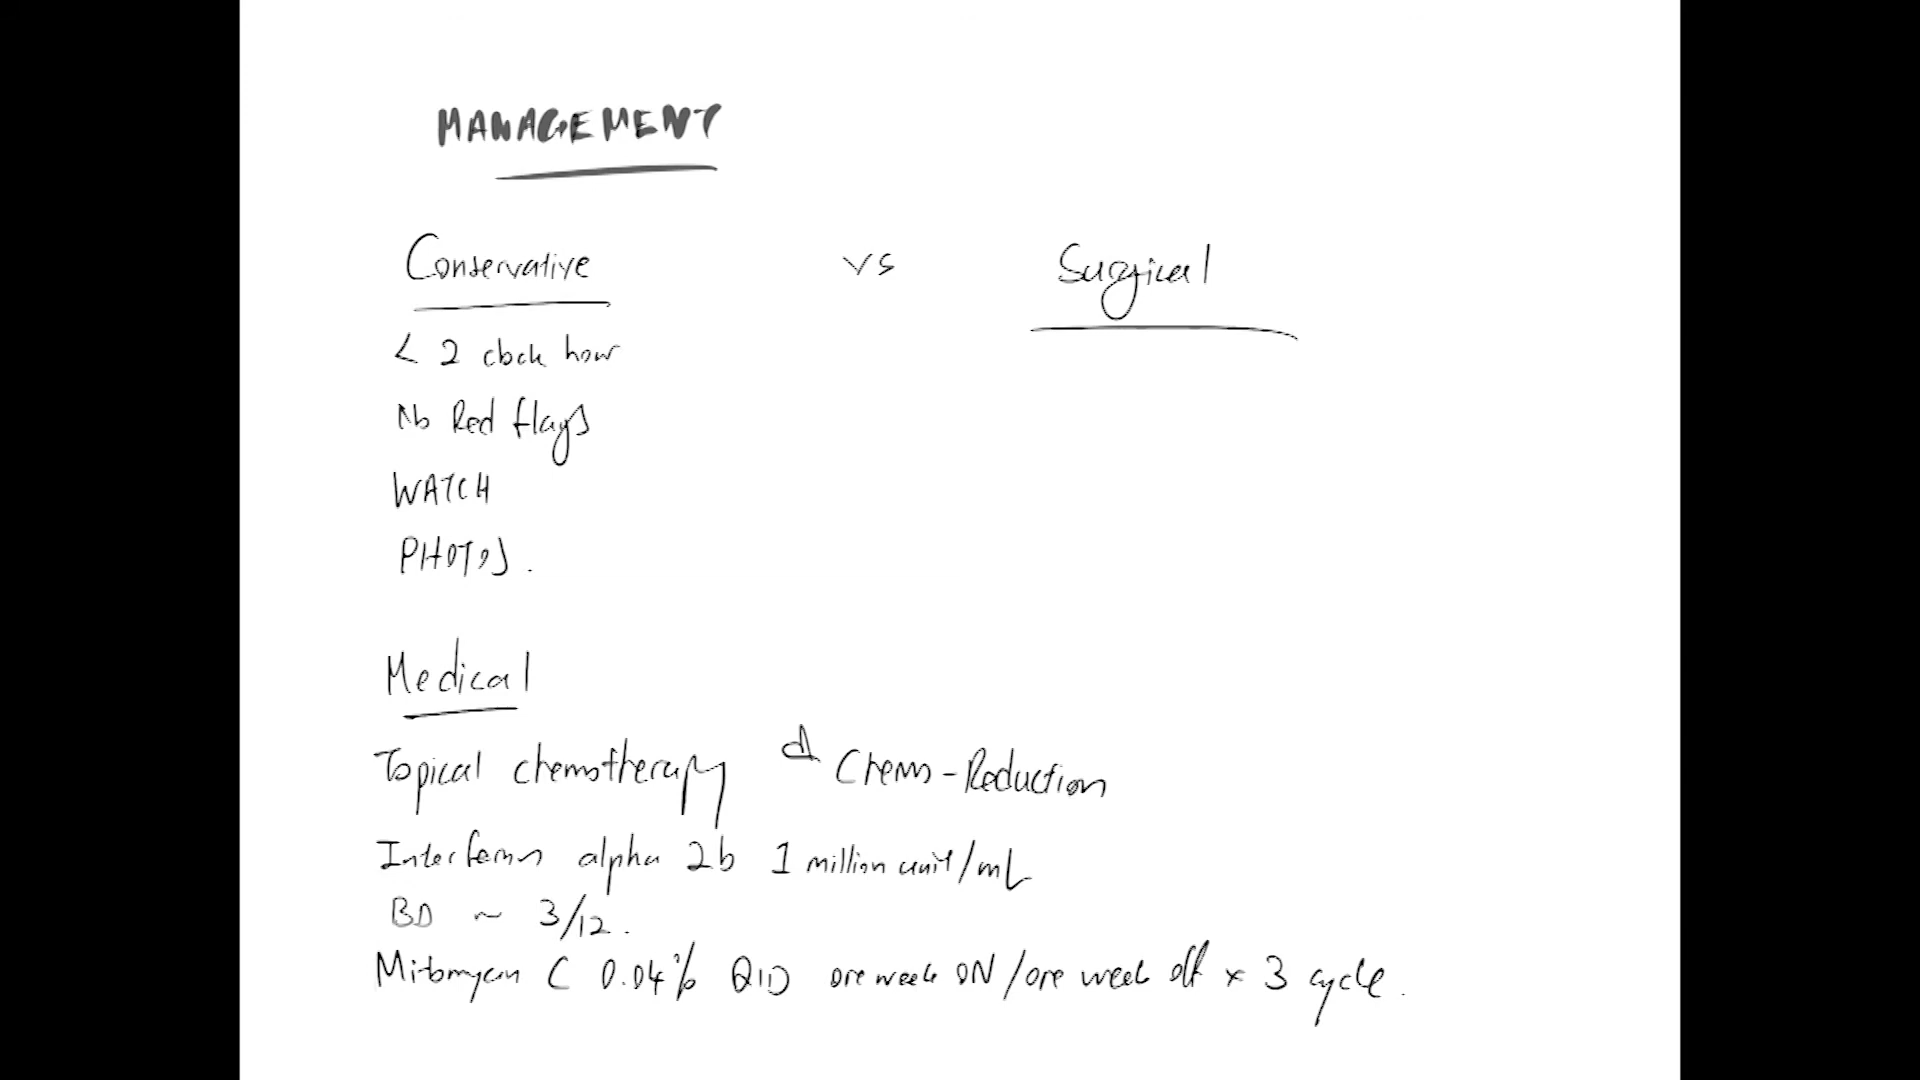 MANAGEMENT
Conservative vs Surgical
< 2 clock hour
No Red flags
WATCH
PHOTOS.
Medical
Topical chemotherapy Chemo-Reduction
Interferon alpha 2b 1 million unit/mL
BD ~ 3/12.
Mitomycin C 0.04% QID one week ON/one week off x 3 cycle.